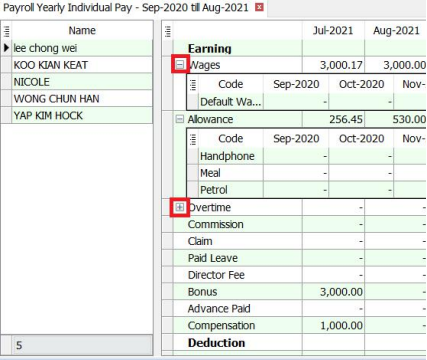 Payroll Yearly Individual Pay - Sep-2020 till Aug-2021
Name
lee chong wei
KOO KIAN KEAT
NICOLE
WONG CHUN HAN
YAP KIM HOCK
5
Jul-2021 Aug-2021
Earning
Wages 3,000.17 3,000.00
Code Sep-2020 Oct-2020 Nov-
Default Wa... - -
Allowance 256.45 530.00
Code Sep-2020 Oct-2020 Nov-
Handphone - -
Meal - -
Petrol - -
Overtime - -
Commission - -
Claim - -
Paid Leave - -
Director Fee - -
Bonus 3,000.00 -
Advance Paid - -
Compensation 1,000.00 -
Deduction